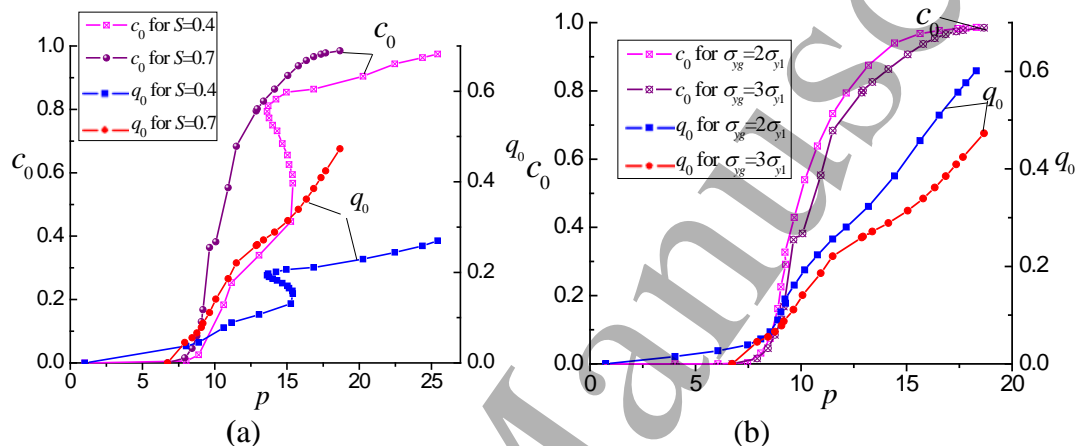 (a)
c₀ for S=0.4
c₀ for S=0.7
q₀ for S=0.4
q₀ for S=0.7
c₀
q₀
1.0
0.8
0.6
0.4
0.2
0.0
c₀
0.6
0.4
0.2
0.0
q₀
0 5 10 15 20 25
p
(a)
(b)
c₀ for σyg=2σy1
c₀ for σyg=3σy1
q₀ for σyg=2σy1
q₀ for σyg=3σy1
c₀
q₀
1.0
0.8
0.6
0.4
0.2
0.0
c₀
0.6
0.4
0.2
0.0
q₀
0 5 10 15 20
p
(b)